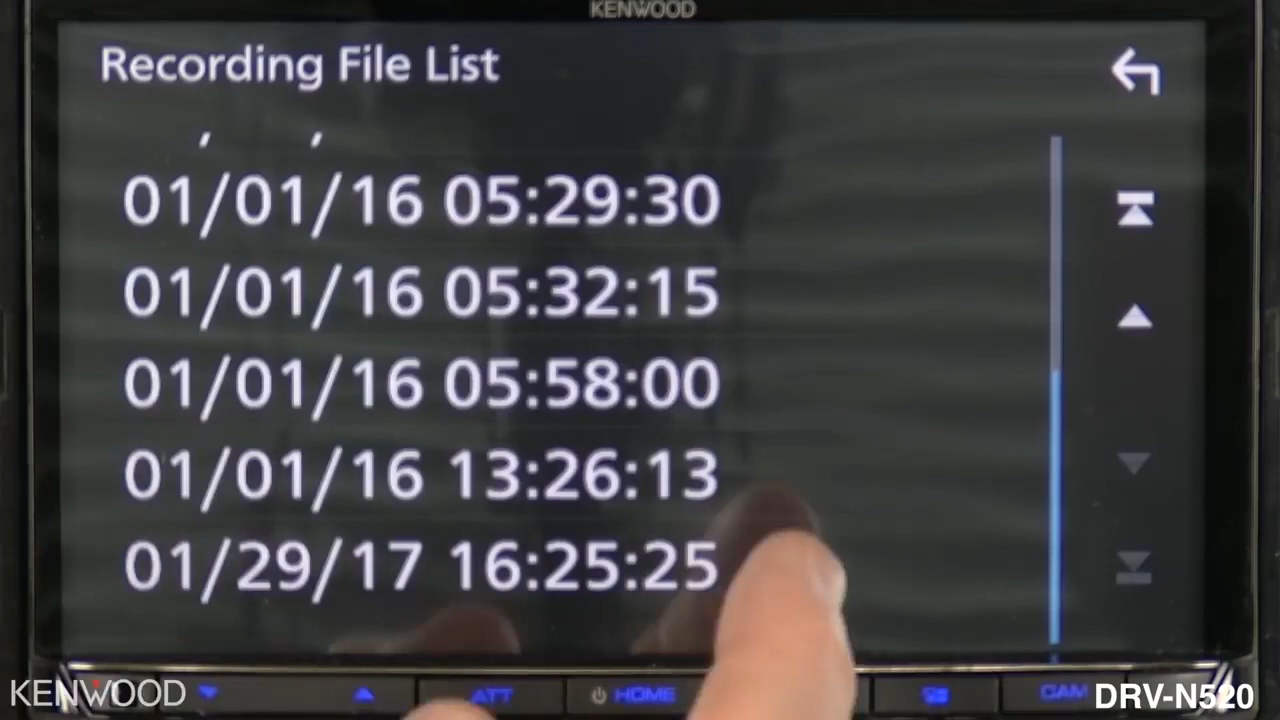 KENWOOD
Recording File List
01/01/16 05:29:30
01/01/16 05:32:15
01/01/16 05:58:00
01/01/16 13:26:13
01/29/17 16:25:25
ATT
HOME
CAM
KENWOOD
DRV-N520